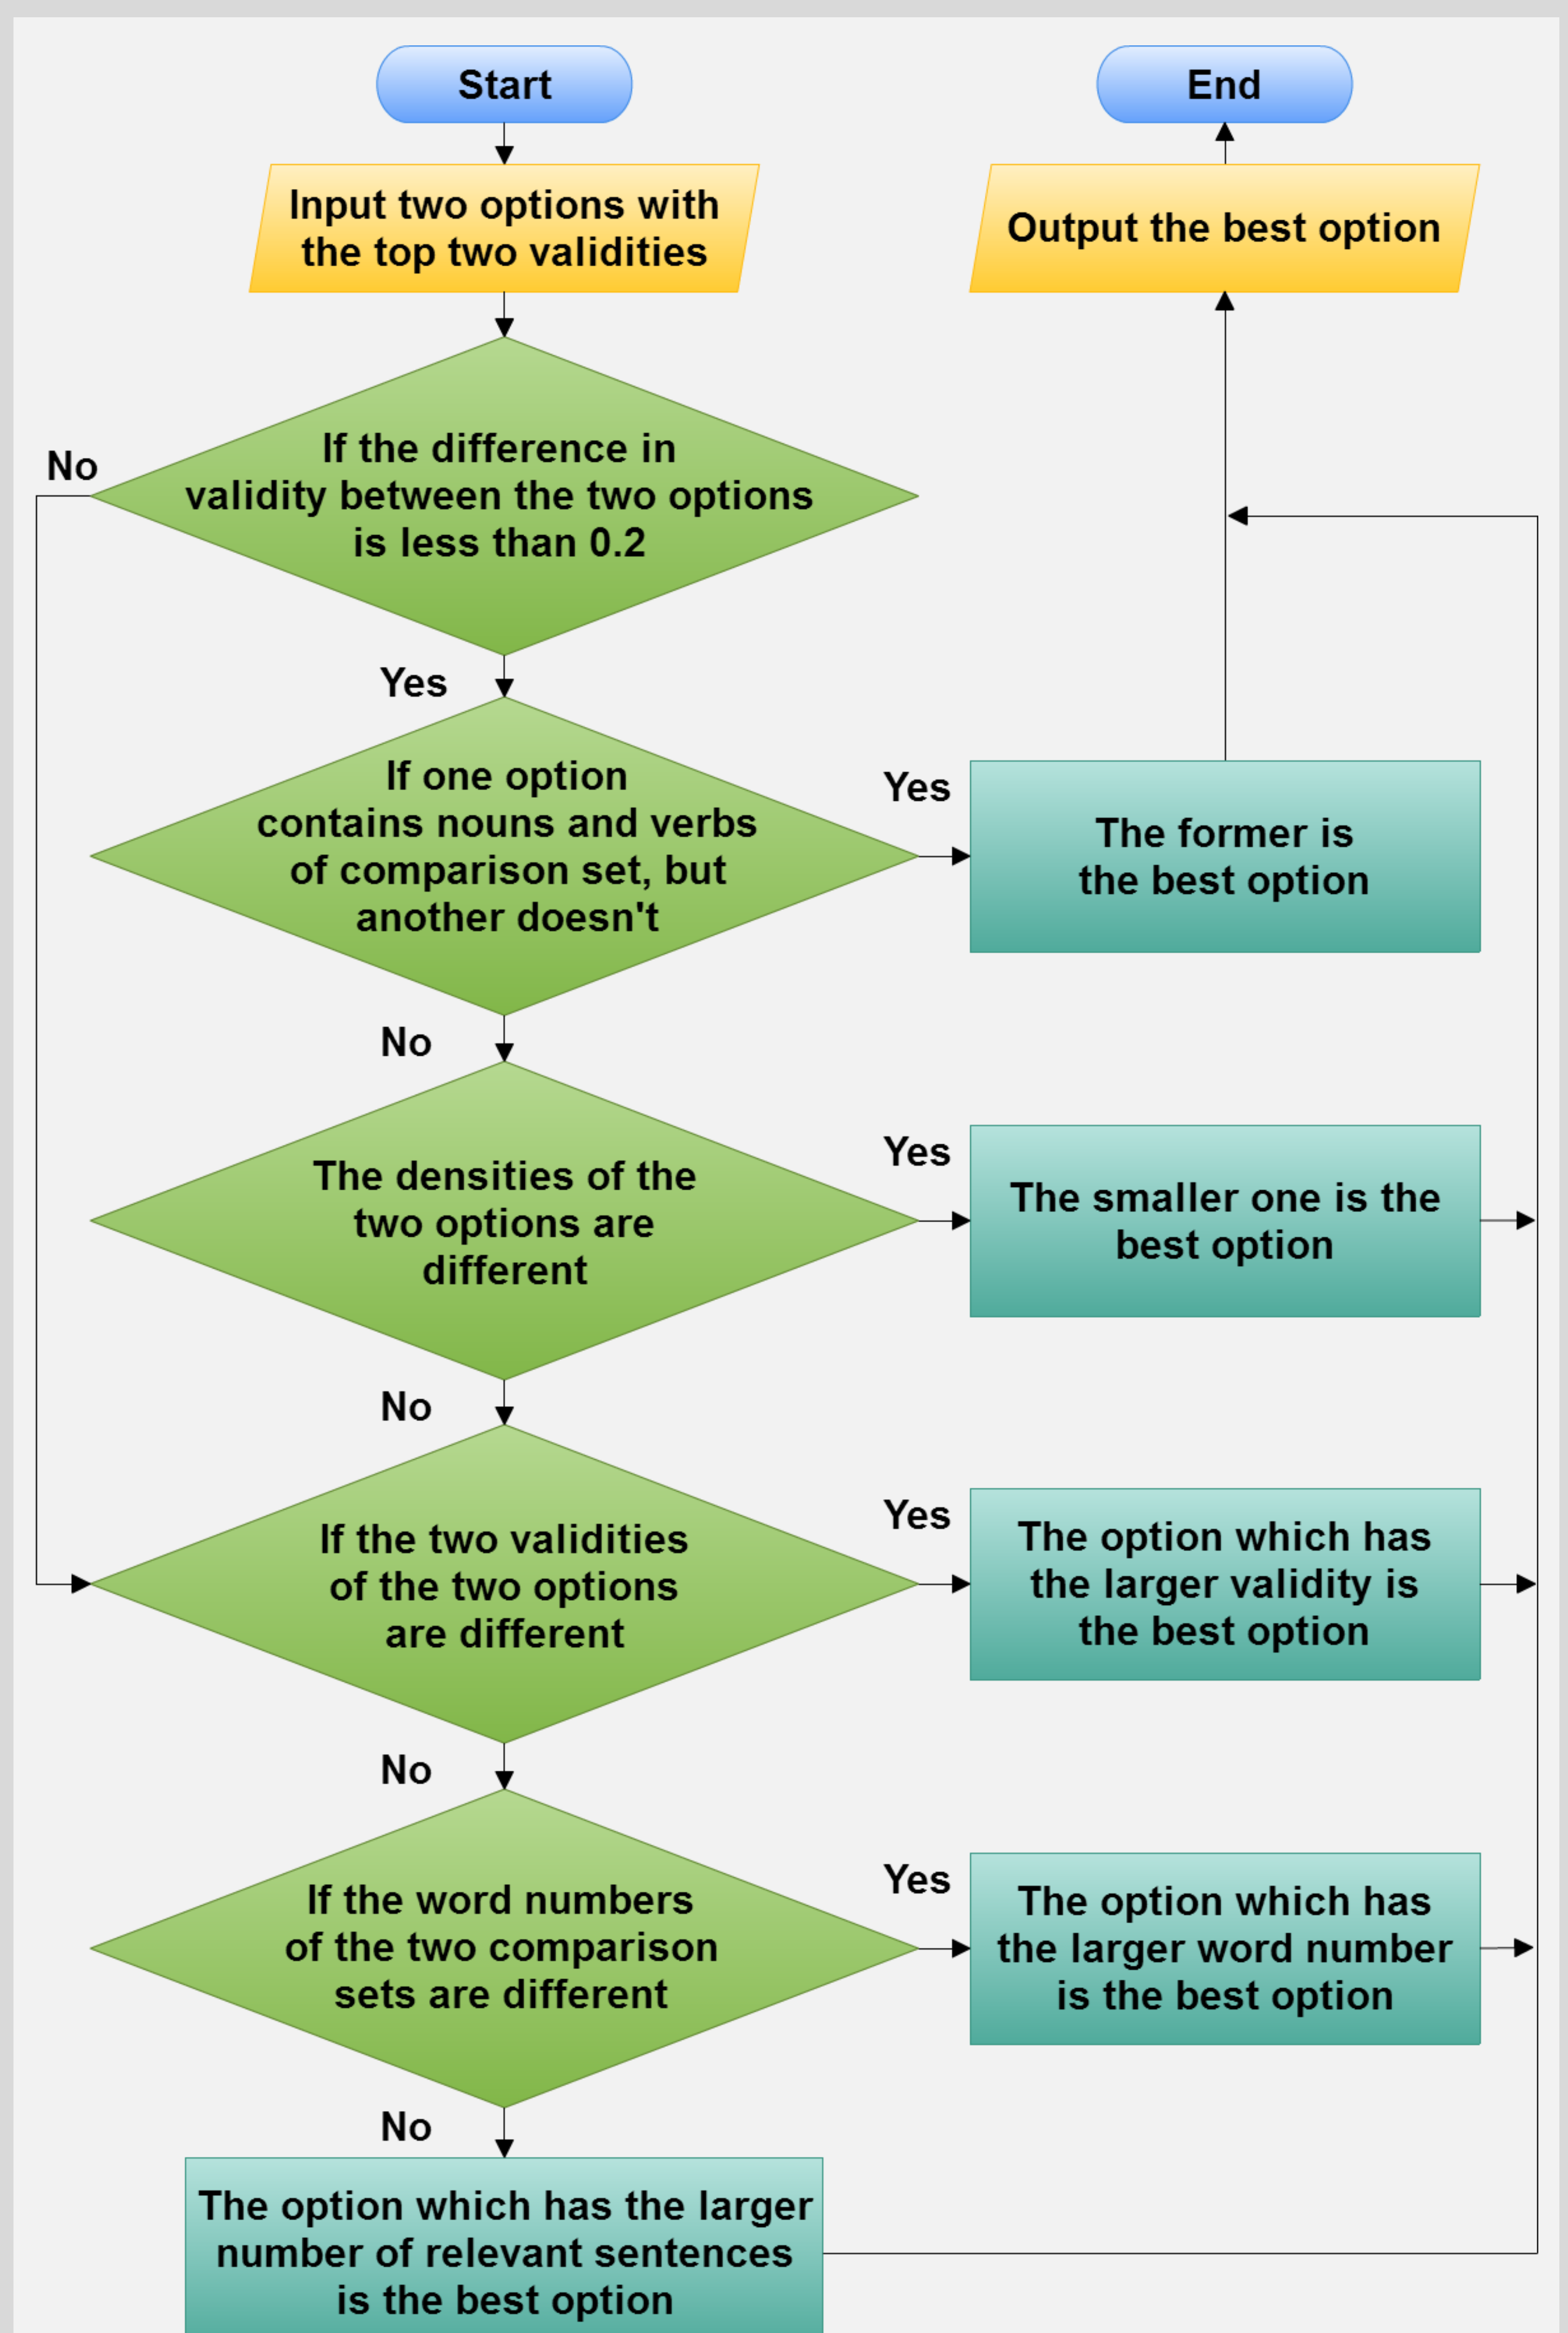 Start
End
Input two options with
the top two validities
Output the best option
If the difference in
validity between the two options
is less than 0.2
No
Yes
If one option
contains nouns and verbs
of comparison set, but
another doesn't
Yes
The former is
the best option
No
The densities of the
two options are
different
Yes
The smaller one is the
best option
No
If the two validities
of the two options
are different
Yes
The option which has
the larger validity is
the best option
No
If the word numbers
of the two comparison
sets are different
Yes
The option which has
the larger word number
is the best option
No
The option which has the larger
number of relevant sentences
is the best option